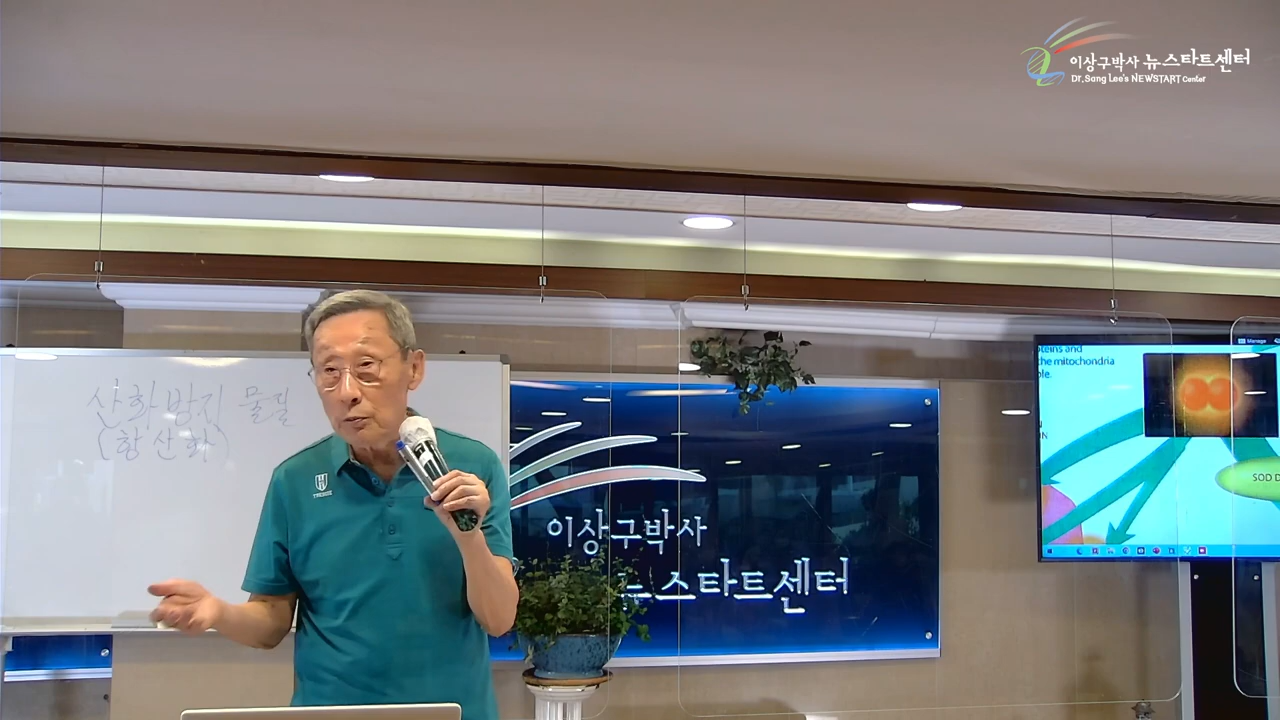 이상구박사 뉴스타트센터
Dr. Sang Lee's NEWSTART Center
산화방지 물질
(항산화)
이상구박사
뉴스타트센터
the mitochondria
SOD D
Manage